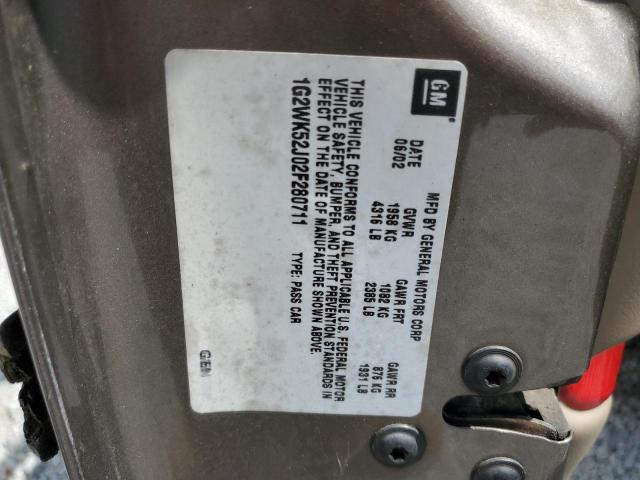 GM
MFD BY GENERAL MOTORS CORP
DATE GVWR GAWR FRT GAWR RR
06/02 1958 KG 1082 KG 876 KG
4316 LB 2385 LB 1931 LB
THIS VEHICLE CONFORMS TO ALL APPLICABLE U.S. FEDERAL MOTOR
VEHICLE SAFETY, BUMPER, AND THEFT PREVENTION STANDARDS IN
EFFECT ON THE DATE OF MANUFACTURE SHOWN ABOVE.
1G2WK52J02F280711 TYPE: PASS CAR
GEN